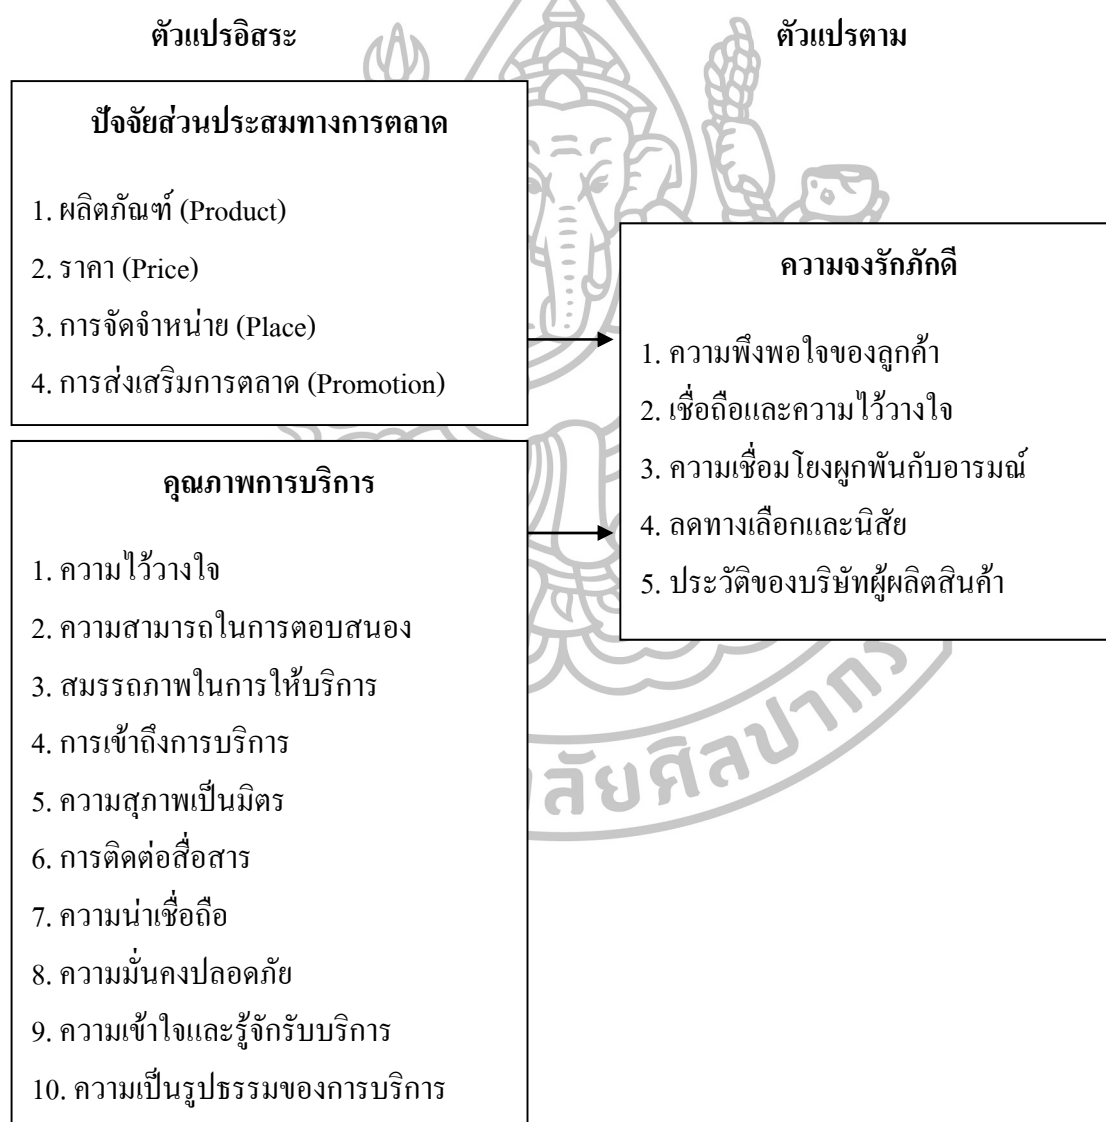 ตัวแปรอิสระ
ตัวแปรตาม
ปัจจัยส่วนประสมทางการตลาด
1. ผลิตภัณฑ์ (Product)
2. ราคา (Price)
3. การจัดจำหน่าย (Place)
4. การส่งเสริมการตลาด (Promotion)
คุณภาพการบริการ
1. ความไว้วางใจ
2. ความสามารถในการตอบสนอง
3. สมรรถภาพในการให้บริการ
4. การเข้าถึงการบริการ
5. ความสุภาพเป็นมิตร
6. การติดต่อสื่อสาร
7. ความน่าเชื่อถือ
8. ความมั่นคงปลอดภัย
9. ความเข้าใจและรู้จักรับบริการ
10. ความเป็นรูปธรรมของการบริการ
ความจงรักภักดี
1. ความพึงพอใจของลูกค้า
2. เชื่อถือและความไว้วางใจ
3. ความเชื่อมโยงผูกพันกับอารมณ์
4. ลดทางเลือกและนิสัย
5. ประวัติของบริษัทผู้ผลิตสินค้า
ลัยศิลปากร